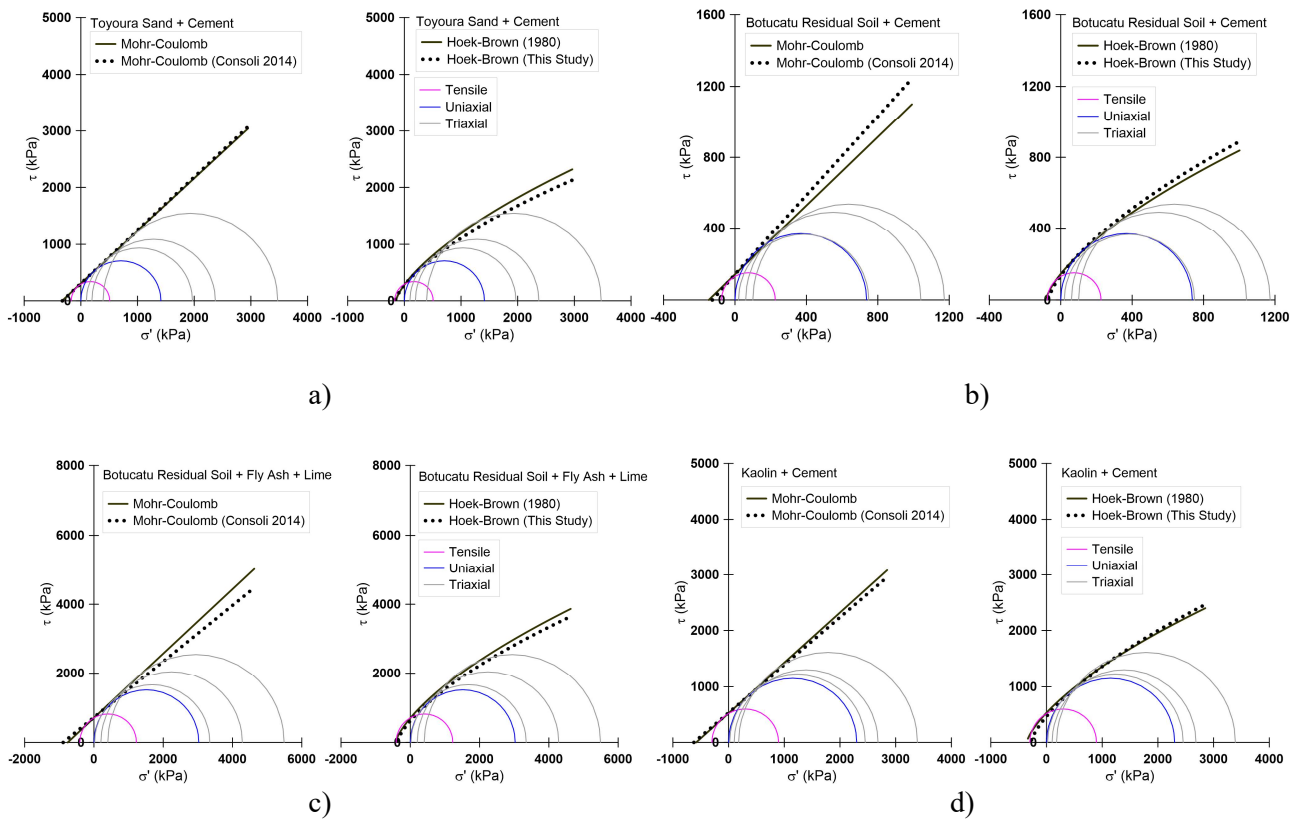 Toyoura Sand + Cement
Mohr-Coulomb
Mohr-Coulomb (Consoli 2014)
5000
4000
3000
2000
1000
0
τ (kPa)
-1000 0 1000 2000 3000 4000
σ' (kPa)
Toyoura Sand + Cement
Hoek-Brown (1980)
Hoek-Brown (This Study)
Tensile
Uniaxial
Triaxial
5000
4000
3000
2000
1000
0
τ (kPa)
-1000 0 1000 2000 3000 4000
σ' (kPa)
a)
Botucatu Residual Soil + Cement
Mohr-Coulomb
Mohr-Coulomb (Consoli 2014)
1600
1200
800
400
0
τ (kPa)
-400 0 400 800 1200
σ' (kPa)
Botucatu Residual Soil + Cement
Hoek-Brown (1980)
Hoek-Brown (This Study)
Tensile
Uniaxial
Triaxial
1600
1200
800
400
0
τ (kPa)
-400 0 400 800 1200
σ' (kPa)
b)
Botucatu Residual Soil + Fly Ash + Lime
Mohr-Coulomb
Mohr-Coulomb (Consoli 2014)
8000
6000
4000
2000
0
τ (kPa)
-2000 0 2000 4000 6000
σ' (kPa)
Botucatu Residual Soil + Fly Ash + Lime
Hoek-Brown (1980)
Hoek-Brown (This Study)
Tensile
Uniaxial
Triaxial
8000
6000
4000
2000
0
τ (kPa)
-2000 0 2000 4000 6000
σ' (kPa)
c)
Kaolin + Cement
Mohr-Coulomb
Mohr-Coulomb (Consoli 2014)
5000
4000
3000
2000
1000
0
τ (kPa)
-1000 0 1000 2000 3000 4000
σ' (kPa)
Kaolin + Cement
Hoek-Brown (1980)
Hoek-Brown (This Study)
Tensile
Uniaxial
Triaxial
5000
4000
3000
2000
1000
0
τ (kPa)
-1000 0 1000 2000 3000 4000
σ' (kPa)
d)